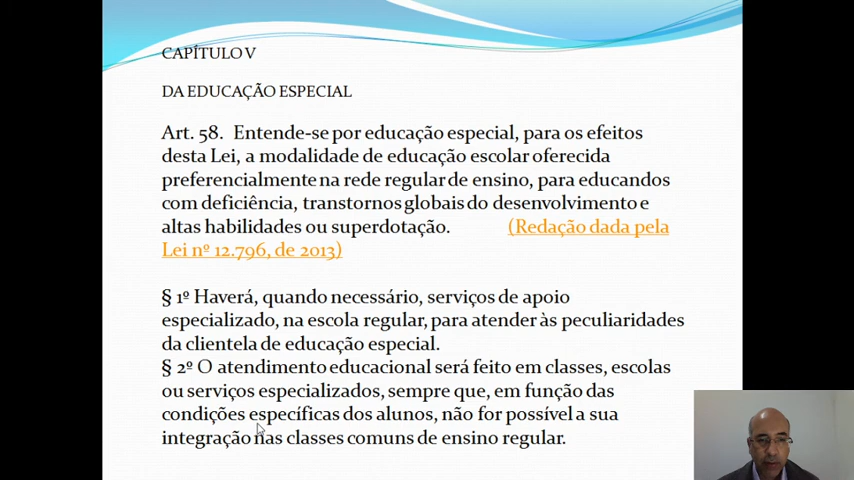 CAPÍTULO V
DA EDUCAÇÃO ESPECIAL
Art. 58. Entende-se por educação especial, para os efeitos
desta Lei, a modalidade de educação escolar oferecida
preferencialmente na rede regular de ensino, para educandos
com deficiência, transtornos globais do desenvolvimento e
altas habilidades ou superdotação. (Redação dada pela
Lei nº 12.796, de 2013)
§ 1º Haverá, quando necessário, serviços de apoio
especializado, na escola regular, para atender às peculiaridades
da clientela de educação especial.
§ 2º O atendimento educacional será feito em classes, escolas
ou serviços especializados, sempre que, em função das
condições específicas dos alunos, não for possível a sua
integração nas classes comuns de ensino regular.